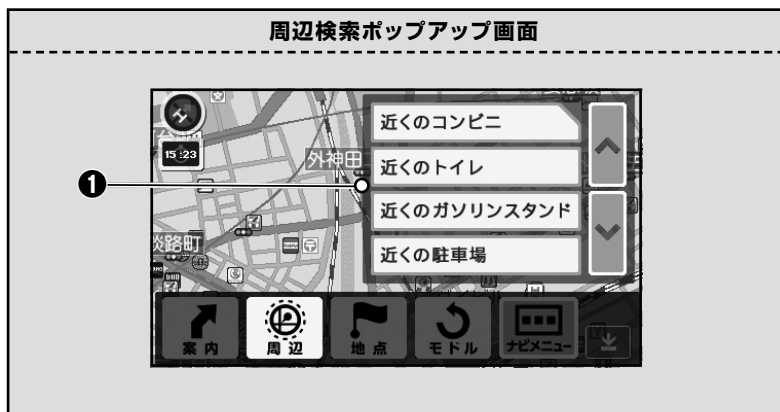 周辺検索ポップアップ画面
15:23
外神田
淡路町
近くのコンビニ
近くのトイレ
近くのガソリンスタンド
近くの駐車場
❶
案内
周辺
地点
モドル
ナビメニュー